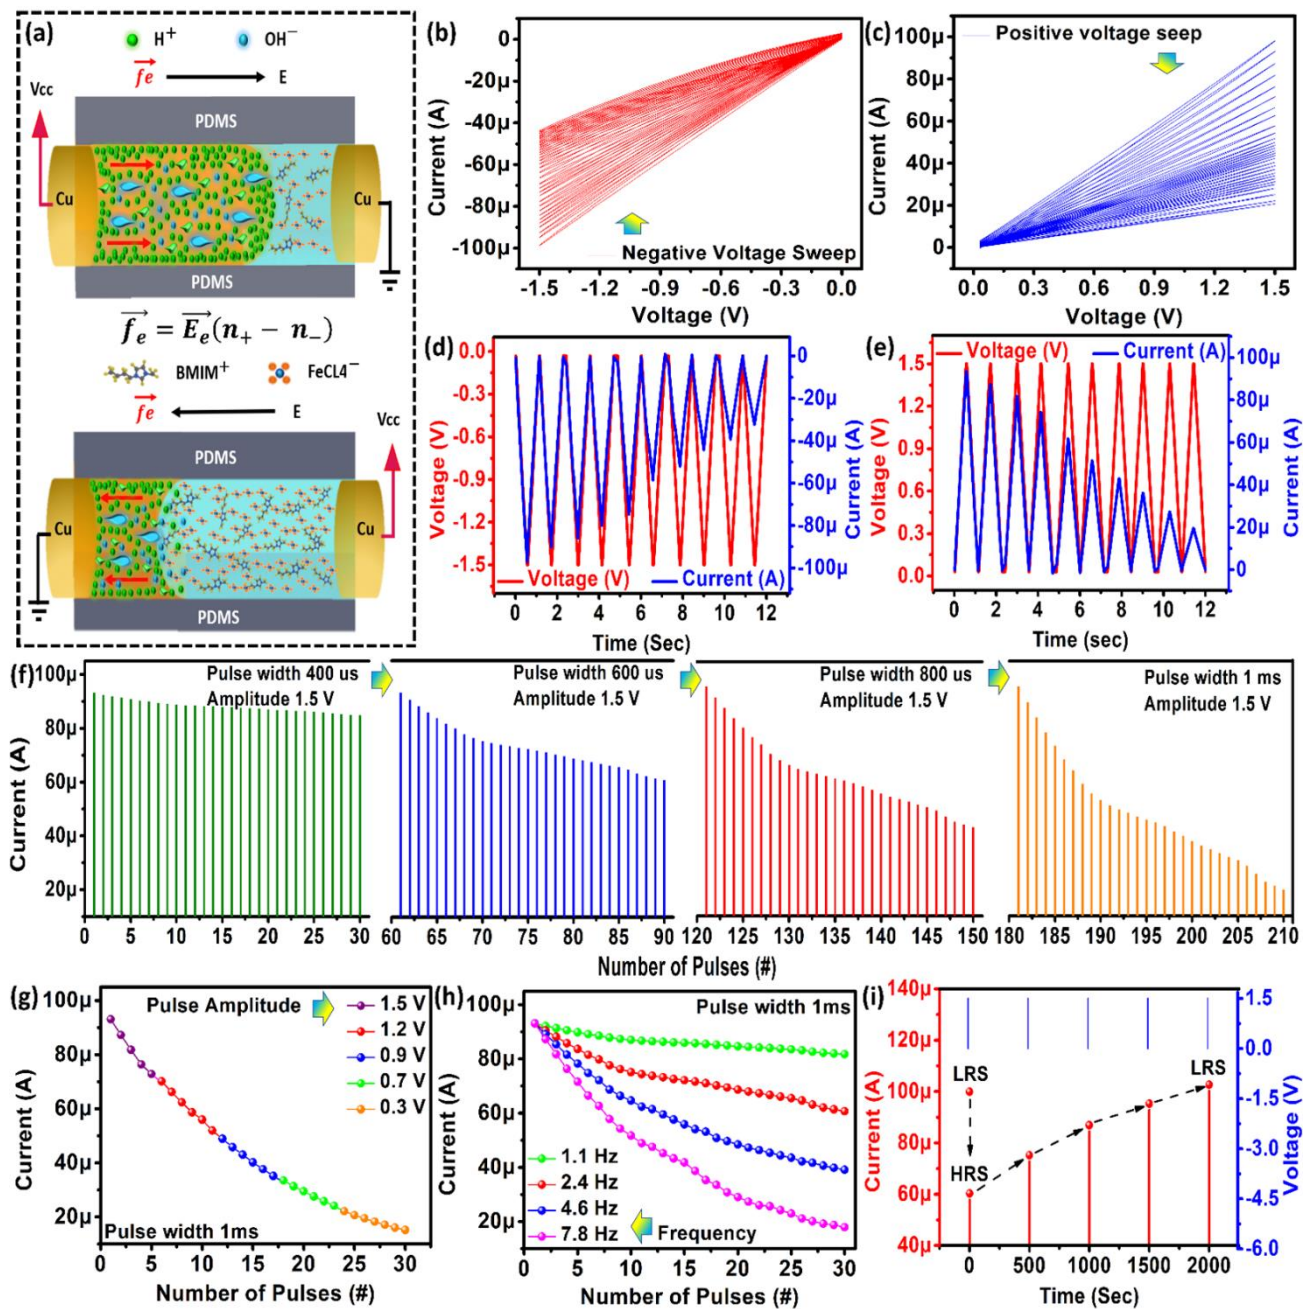 (a)
H+ OH−
fe E
Vcc
PDMS
Cu Cu
PDMS
fe = Ee(n+ − n−)
BMIM+ FeCL4−
fe E
Vcc
PDMS
Cu Cu
PDMS
(b)
0
-20µ
-40µ
-60µ
-80µ
-100µ
Current (A)
Negative Voltage Sweep
-1.5 -1.2 -0.9 -0.6 -0.3 0.0
Voltage (V)
(c)
Positive voltage seep
100µ
80µ
60µ
40µ
20µ
0
Current (A)
0.0 0.3 0.6 0.9 1.2 1.5
Voltage (V)
(d)
0.0
-0.3
-0.6
-0.9
-1.2
-1.5
Voltage (V)
0
-20µ
-40µ
-60µ
-80µ
-100µ
Current (A)
Voltage (V) Current (A)
0 2 4 6 8 10 12
Time (Sec)
(e)
Voltage (V) Current (A)
1.5
1.2
0.9
0.6
0.3
0.0
Voltage (V)
100µ
80µ
60µ
40µ
20µ
0
Current (A)
0 2 4 6 8 10 12
Time (sec)
(f)
100µ
80µ
60µ
40µ
20µ
Current (A)
Pulse width 400 us
Amplitude 1.5 V
Pulse width 600 us
Amplitude 1.5 V
Pulse width 800 us
Amplitude 1.5 V
Pulse width 1 ms
Amplitude 1.5 V
0 5 10 15 20 25 30
60 65 70 75 80 85 90
120 125 130 135 140 145 150
180 185 190 195 200 205 210
Number of Pulses (#)
(g)
100µ
80µ
60µ
40µ
20µ
Current (A)
Pulse Amplitude
1.5 V
1.2 V
0.9 V
0.7 V
0.3 V
Pulse width 1ms
0 5 10 15 20 25 30
Number of Pulses (#)
(h)
Pulse width 1ms
100µ
80µ
60µ
40µ
20µ
Current (A)
1.1 Hz
2.4 Hz
4.6 Hz
7.8 Hz
Frequency
0 5 10 15 20 25 30
Number of Pulses (#)
(i)
140µ
120µ
100µ
80µ
60µ
40µ
Current (A)
LRS
HRS
LRS
1.5
0.0
-1.5
-3.0
-4.5
-6.0
Voltage (V)
0 500 1000 1500 2000
Time (Sec)